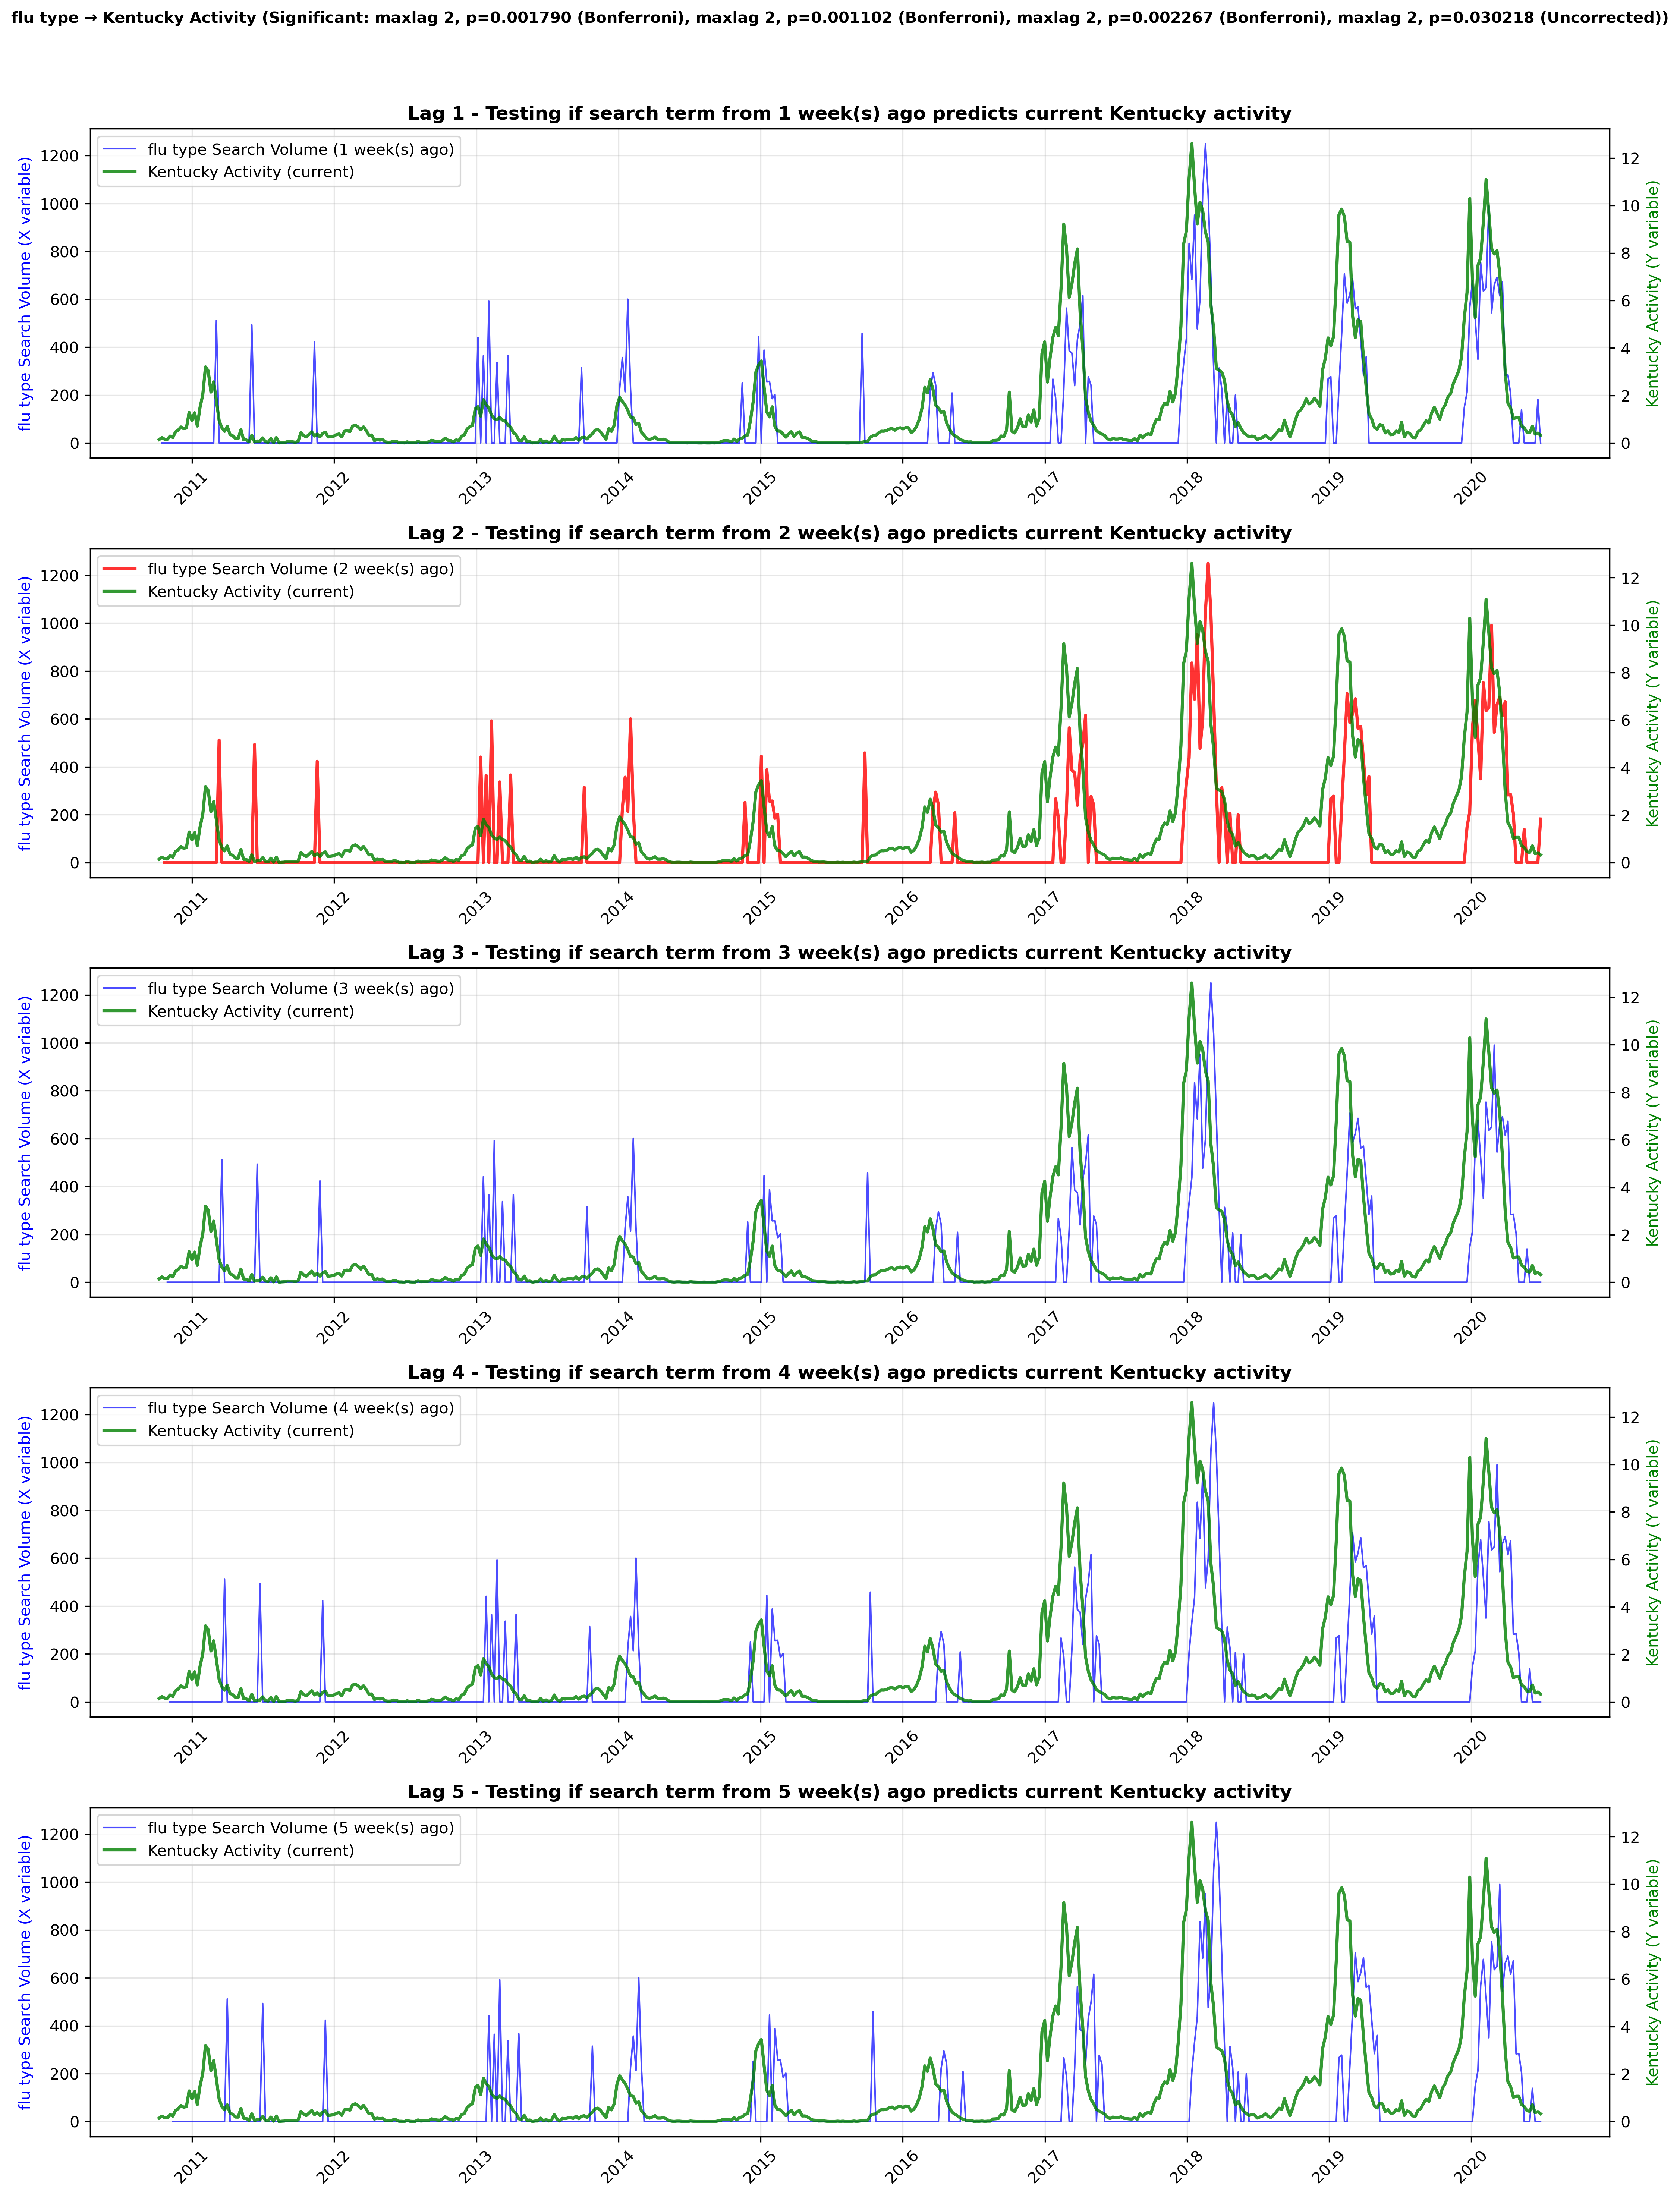 flu type → Kentucky Activity (Significant: maxlag 2, p=0.001790 (Bonferroni), maxlag 2, p=0.001102 (Bonferroni), maxlag 2, p=0.002267 (Bonferroni), maxlag 2, p=0.030218 (Uncorrected))
Lag 1 - Testing if search term from 1 week(s) ago predicts current Kentucky activity
flu type Search Volume (1 week(s) ago)
Kentucky Activity (current)
flu type Search Volume (X variable)
1200
1000
800
600
400
200
0
12
10
8
6
4
2
0
Kentucky Activity (Y variable)
2011 2012 2013 2014 2015 2016 2017 2018 2019 2020
Lag 2 - Testing if search term from 2 week(s) ago predicts current Kentucky activity
flu type Search Volume (2 week(s) ago)
Kentucky Activity (current)
flu type Search Volume (X variable)
1200
1000
800
600
400
200
0
12
10
8
6
4
2
0
Kentucky Activity (Y variable)
2011 2012 2013 2014 2015 2016 2017 2018 2019 2020
Lag 3 - Testing if search term from 3 week(s) ago predicts current Kentucky activity
flu type Search Volume (3 week(s) ago)
Kentucky Activity (current)
flu type Search Volume (X variable)
1200
1000
800
600
400
200
0
12
10
8
6
4
2
0
Kentucky Activity (Y variable)
2011 2012 2013 2014 2015 2016 2017 2018 2019 2020
Lag 4 - Testing if search term from 4 week(s) ago predicts current Kentucky activity
flu type Search Volume (4 week(s) ago)
Kentucky Activity (current)
flu type Search Volume (X variable)
1200
1000
800
600
400
200
0
12
10
8
6
4
2
0
Kentucky Activity (Y variable)
2011 2012 2013 2014 2015 2016 2017 2018 2019 2020
Lag 5 - Testing if search term from 5 week(s) ago predicts current Kentucky activity
flu type Search Volume (5 week(s) ago)
Kentucky Activity (current)
flu type Search Volume (X variable)
1200
1000
800
600
400
200
0
12
10
8
6
4
2
0
Kentucky Activity (Y variable)
2011 2012 2013 2014 2015 2016 2017 2018 2019 2020